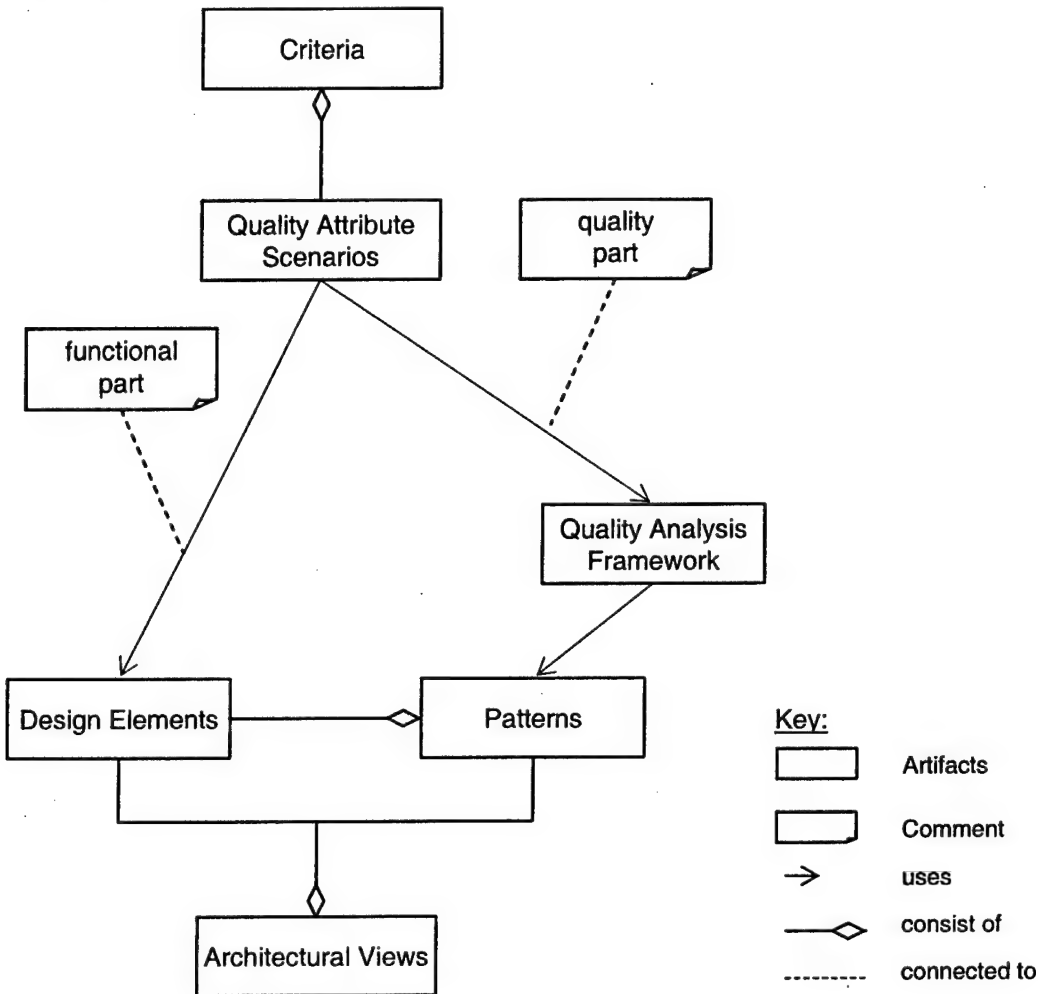 Criteria
Quality Attribute
Scenarios
quality
part
functional
part
Quality Analysis
Framework
Design Elements
Patterns
Architectural Views
Key:
Artifacts
Comment
uses
consist of
connected to